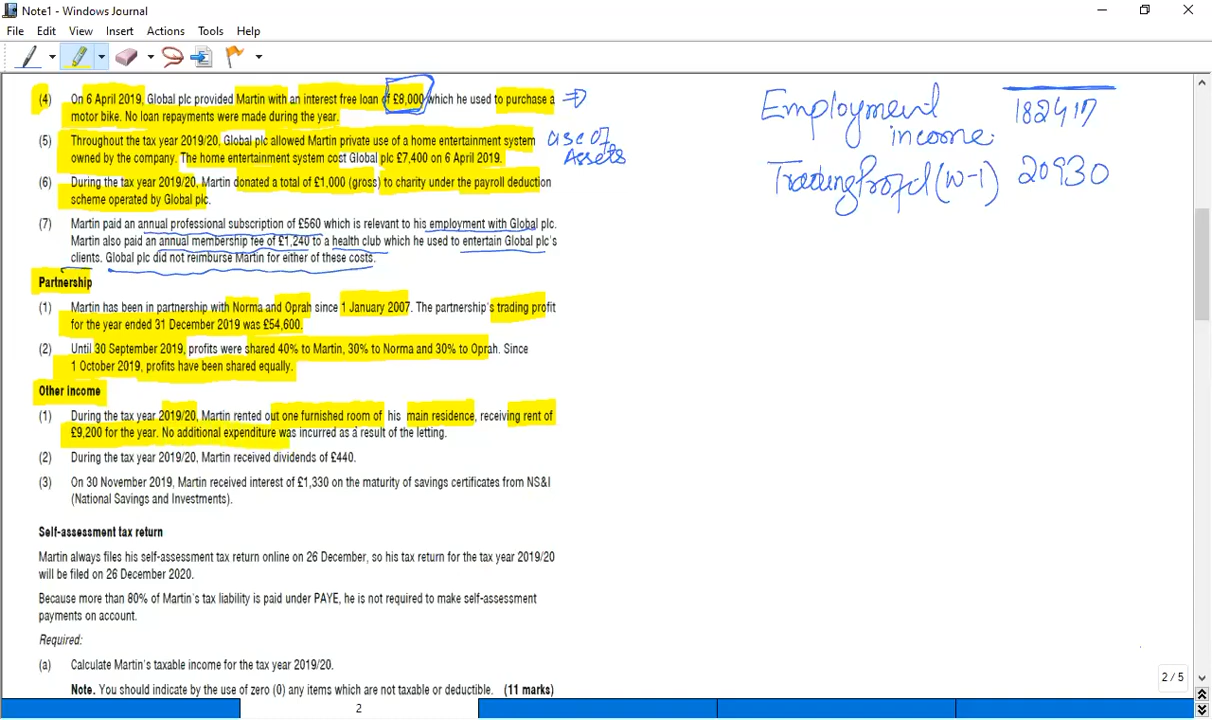 Note1 - Windows Journal
File Edit View Insert Actions Tools Help
(4) On 6 April 2019, Global plc provided Martin with an interest free loan of £8,000 which he used to purchase a
motor bike. No loan repayments were made during the year.
(5) Throughout the tax year 2019/20, Global plc allowed Martin private use of a home entertainment system
owned by the company. The home entertainment system cost Global plc £7,400 on 6 April 2019.
use of
Assets
(6) During the tax year 2019/20, Martin donated a total of £1,000 (gross) to charity under the payroll deduction
scheme operated by Global plc.
(7) Martin paid an annual professional subscription of £560 which is relevant to his employment with Global plc.
Martin also paid an annual membership fee of £1,240 to a health club which he used to entertain Global plc's
clients. Global plc did not reimburse Martin for either of these costs.
Partnership
(1) Martin has been in partnership with Norma and Oprah since 1 January 2007. The partnership's trading profit
for the year ended 31 December 2019 was £54,600.
(2) Until 30 September 2019, profits were shared 40% to Martin, 30% to Norma and 30% to Oprah. Since
1 October 2019, profits have been shared equally.
Other income
(1) During the tax year 2019/20, Martin rented out one furnished room of his main residence, receiving rent of
£9,200 for the year. No additional expenditure was incurred as a result of the letting.
(2) During the tax year 2019/20, Martin received dividends of £440.
(3) On 30 November 2019, Martin received interest of £1,330 on the maturity of savings certificates from NS&I
(National Savings and Investments).
Self-assessment tax return
Martin always files his self-assessment tax return online on 26 December, so his tax return for the tax year 2019/20
will be filed on 26 December 2020.
Because more than 80% of Martin's tax liability is paid under PAYE, he is not required to make self-assessment
payments on account.
Required:
(a) Calculate Martin's taxable income for the tax year 2019/20.
Note. You should indicate by the use of zero (0) any items which are not taxable or deductible. (11 marks)
Employment 182417
income
Trading (W-1) 20930
2 / 5
2